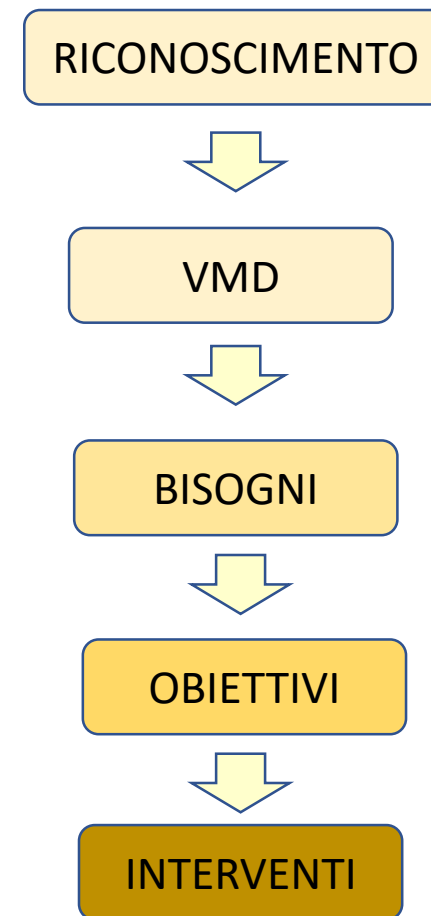 RICONOSCIMENTO
VMD
BISOGNI
OBIETTIVI
INTERVENTI